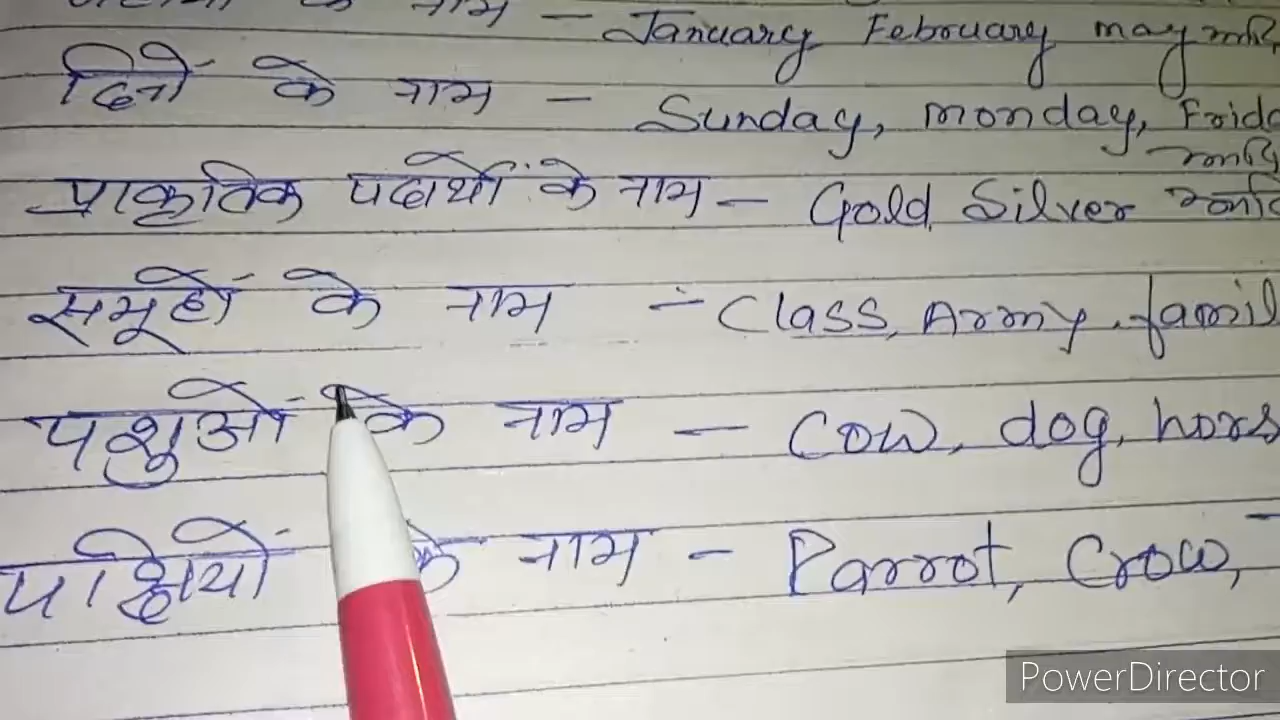 के नाम – January February may आदि
दिनों के नाम – Sunday, monday, Frida
आदि
प्राकृतिक पदार्थों के नाम – Gold Silver आदि
समूहों के नाम – Class, Army, famil
पशुओं के नाम – Cow, dog, hors
पक्षियों के नाम – Parrot, Crow,
PowerDirector